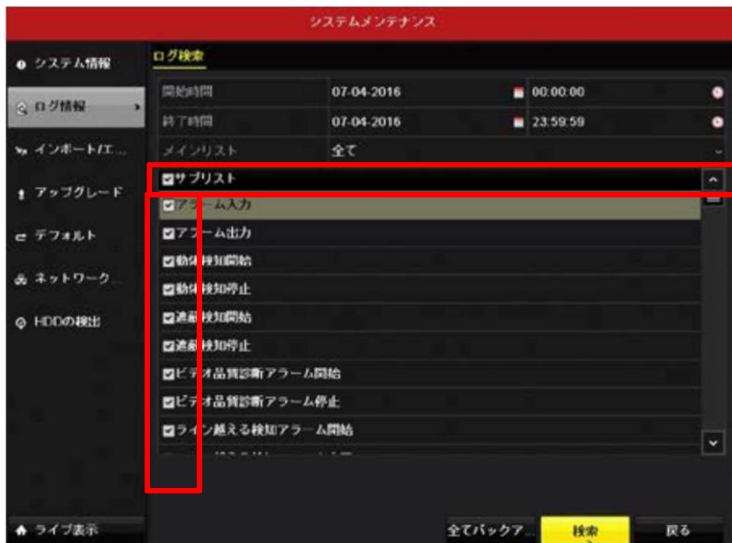 システムメンテナンス
システム情報
ログ情報
インポート/エ...
アップグレード
デフォルト
ネットワーク...
HDDの検出
ログ検索
開始時間 07-04-2016 00:00:00
終了時間 07-04-2016 23:59:59
メインリスト 全て
サブリスト
アラーム入力
アラーム出力
動体検知開始
動体検知停止
遮蔽検知開始
遮蔽検知停止
ビデオ品質診断アラーム開始
ビデオ品質診断アラーム停止
ライン越える検知アラーム開始
ライブ表示
全てバックア...
検索
戻る